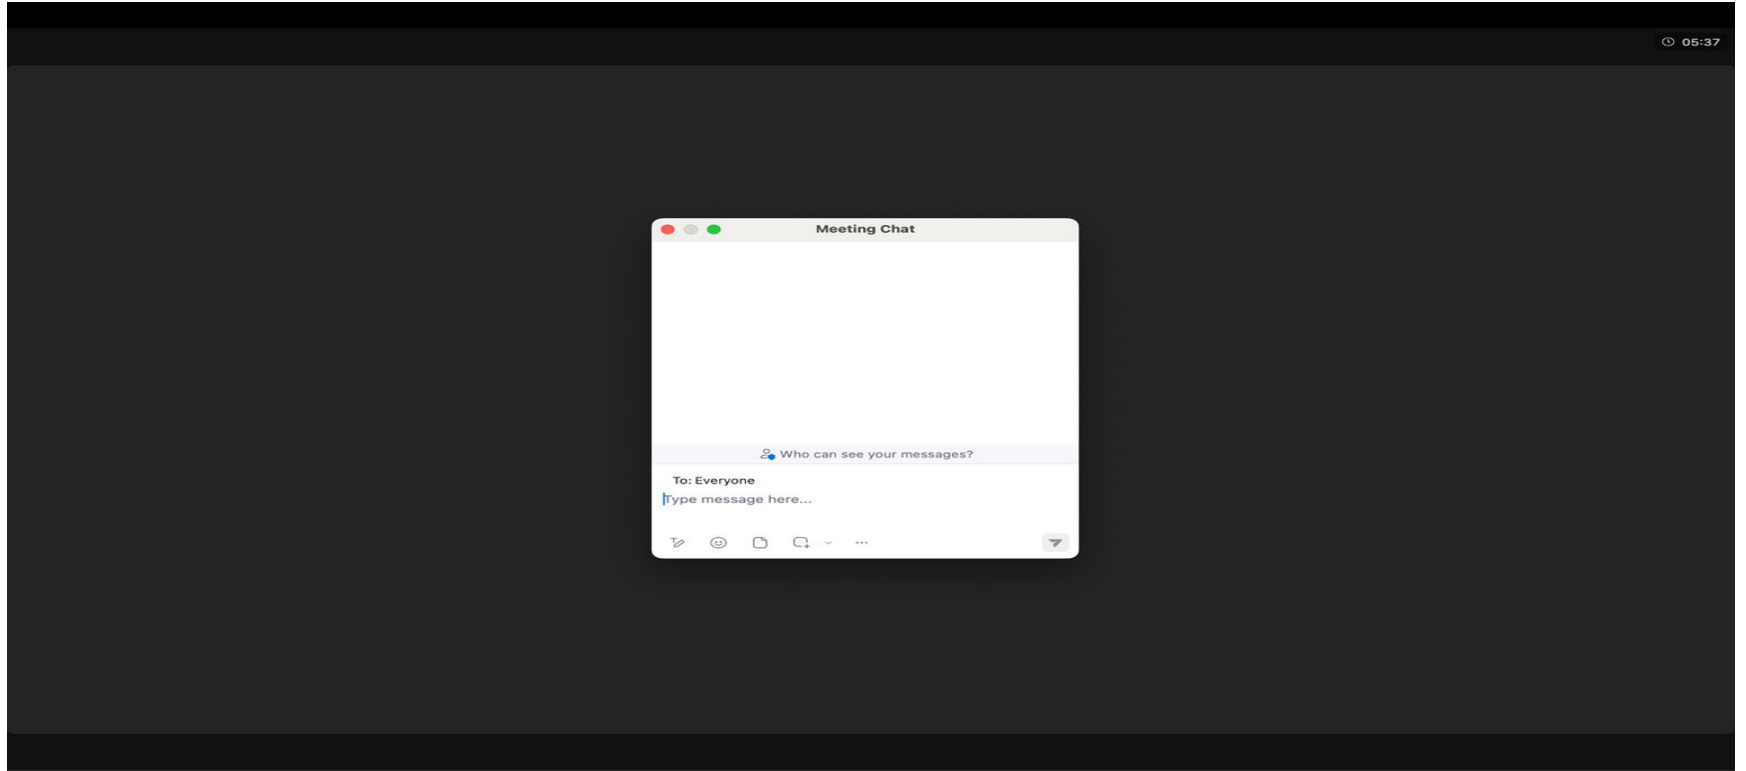 05:37
Meeting Chat
Who can see your messages?
To: Everyone
Type message here...